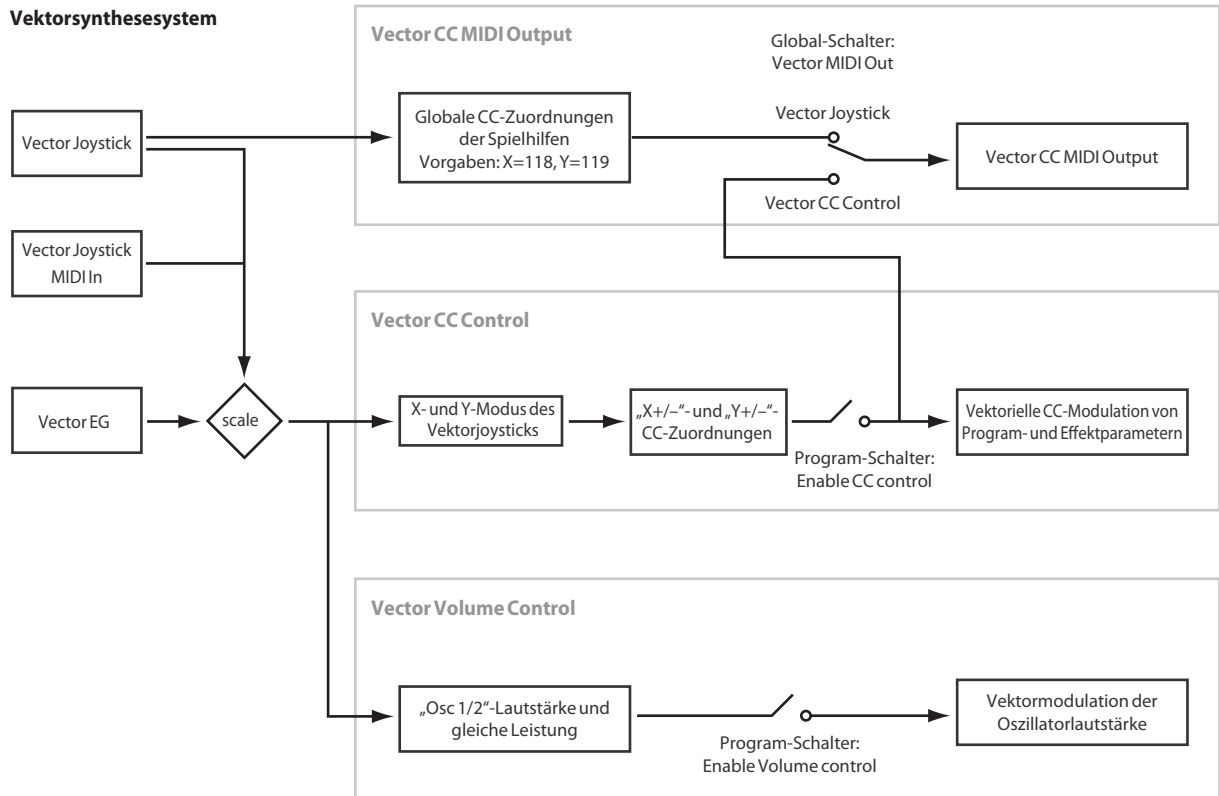 Vektorsynthesesystem
Vector CC MIDI Output
Global-Schalter:
Vector MIDI Out
Vector Joystick
Globale CC-Zuordnungen
der Spielhilfen
Vorgaben: X=118, Y=119
Vector Joystick
Vector CC MIDI Output
Vector CC Control
Vector Joystick
MIDI In
Vector CC Control
Vector EG
scale
X- und Y-Modus des
Vektorjoysticks
„X+/–“- und „Y+/–“-
CC-Zuordnungen
Program-Schalter:
Enable CC control
Vektorielle CC-Modulation von
Program- und Effektparametern
Vector Volume Control
„Osc 1/2“-Lautstärke und
gleiche Leistung
Program-Schalter:
Enable Volume control
Vektormodulation der
Oszillatorlautstärke